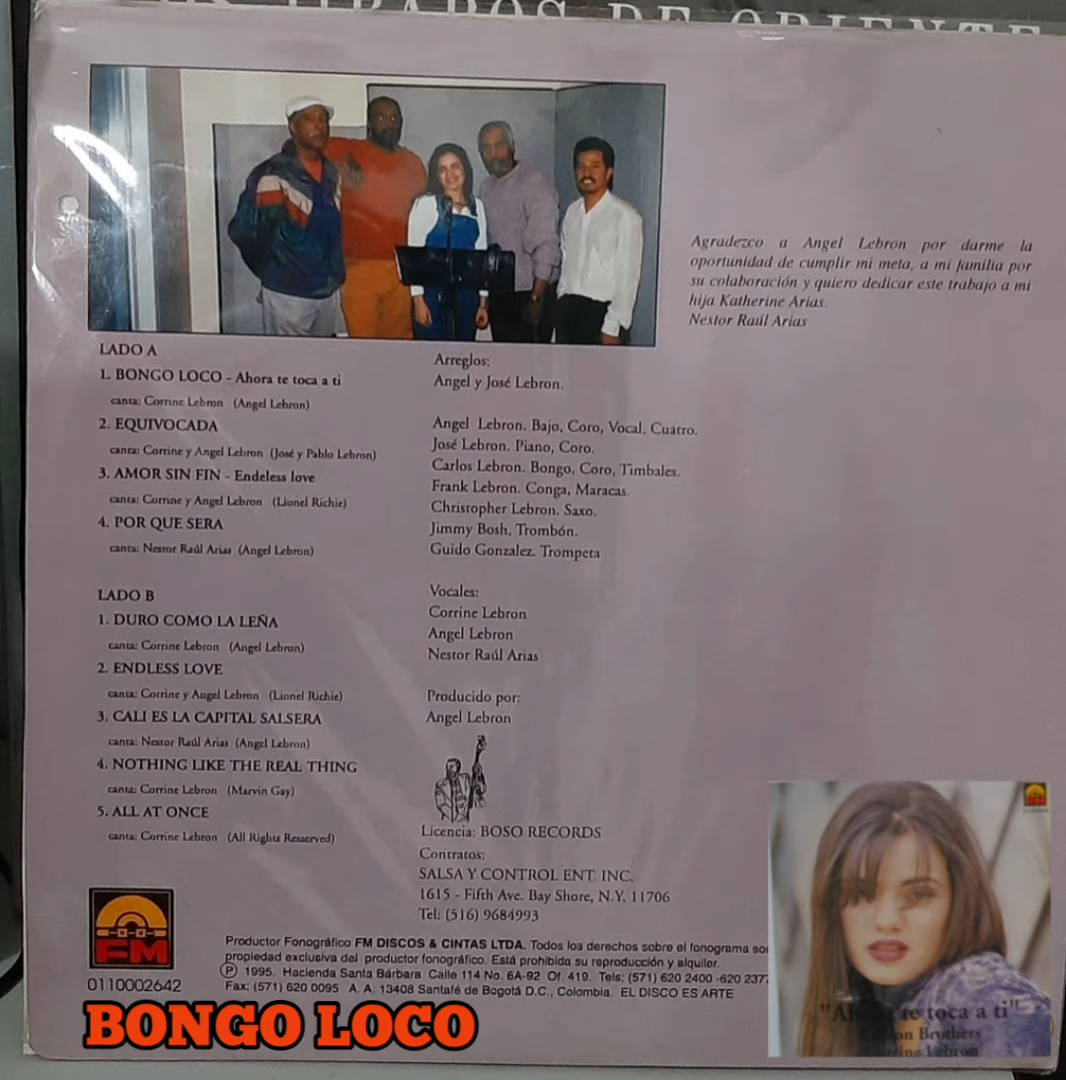 DE ORIENTE
Agradezco a Angel Lebron por darme la
oportunidad de cumplir mi meta, a mi familia por
su colaboración y quiero dedicar este trabajo a mi
hija Katherine Arias.
Nestor Raúl Arias
LADO A
1. BONGO LOCO - Ahora te toca a ti
canta: Corrine Lebron (Angel Lebron)
2. EQUIVOCADA
canta: Corrine y Angel Lebron (José y Pablo Lebron)
3. AMOR SIN FIN - Endeless love
canta: Corrine y Angel Lebron (Lionel Richie)
4. POR QUE SERA
canta: Nestor Raúl Arias (Angel Lebron)
LADO B
1. DURO COMO LA LEÑA
canta: Corrine Lebron (Angel Lebron)
2. ENDLESS LOVE
canta: Corrine y Angel Lebron (Lionel Richie)
3. CALI ES LA CAPITAL SALSERA
canta: Nestor Raúl Arias (Angel Lebron)
4. NOTHING LIKE THE REAL THING
canta: Corrine Lebron (Marvin Gay)
5. ALL AT ONCE
canta: Corrine Lebron (All Rights Reserved)
Arreglos:
Angel y José Lebron.
Angel Lebron. Bajo, Coro, Vocal, Cuatro.
José Lebron. Piano, Coro.
Carlos Lebron. Bongo, Coro, Timbales.
Frank Lebron. Conga, Maracas.
Christopher Lebron. Saxo.
Jimmy Bosh, Trombón.
Guido Gonzalez. Trompeta
Vocales:
Corrine Lebron
Angel Lebron
Nestor Raúl Arias
Producido por:
Angel Lebron
Licencia: BOSO RECORDS
Contratos:
SALSA Y CONTROL ENT. INC.
1615 - Fifth Ave. Bay Shore, N.Y. 11706
Tel: (516) 9684993
FM
0110002642
Productor Fonográfico FM DISCOS & CINTAS LTDA. Todos los derechos sobre el fonograma
propiedad exclusiva del productor fonográfico. Está prohibida su reproducción y alquiler.
Ⓟ 1995. Hacienda Santa Bárbara Calle 114 No. 6A-92 Of. 419. Tels; (571) 620 2400 -620 2377
Fax: (571) 620 0095 A. A. 13408 Santafé de Bogotá D.C., Colombia. EL DISCO ES ARTE
BONGO LOCO
te toca a ti"
Brothers
Lebron